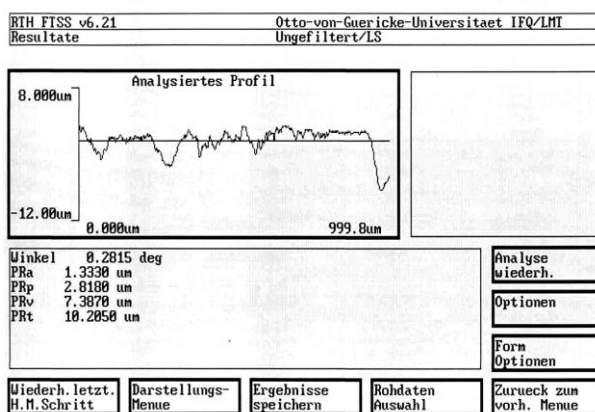 RTH FTSS v6.21 Otto-von-Guericke-Universitaet IFQ/LMT
Resultate Ungefiltert/LS
Analysiertes Profil
8.000um
-12.00um
0.000um 999.8um
Winkel 0.2815 deg
PRa 1.3330 um
PRp 2.8180 um
PRv 7.3870 um
PRt 10.2050 um
Analyse
wiederh.
Optionen
Form
Optionen
Wiederh.letzt. Darstellungs- Ergebnisse Rohdaten Zurueck zum
H.M.Schritt Menue speichern Auswahl vorh. Menue